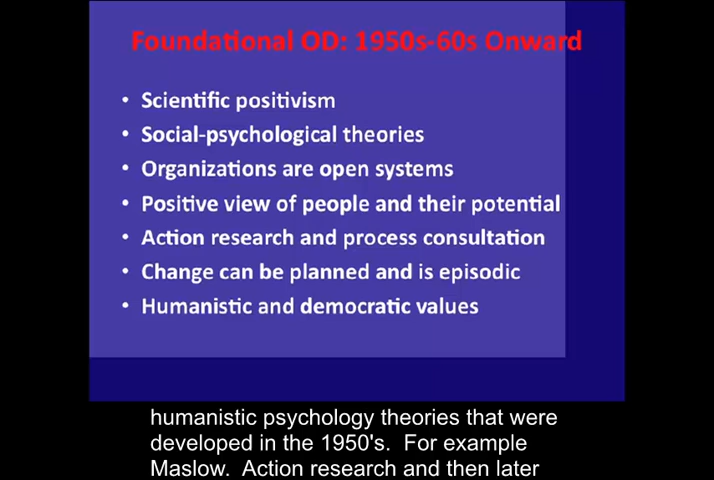 Foundational OD: 1950s-60s Onward
• Scientific positivism
• Social-psychological theories
• Organizations are open systems
• Positive view of people and their potential
• Action research and process consultation
• Change can be planned and is episodic
• Humanistic and democratic values
humanistic psychology theories that were
developed in the 1950's.  For example
Maslow.  Action research and then later